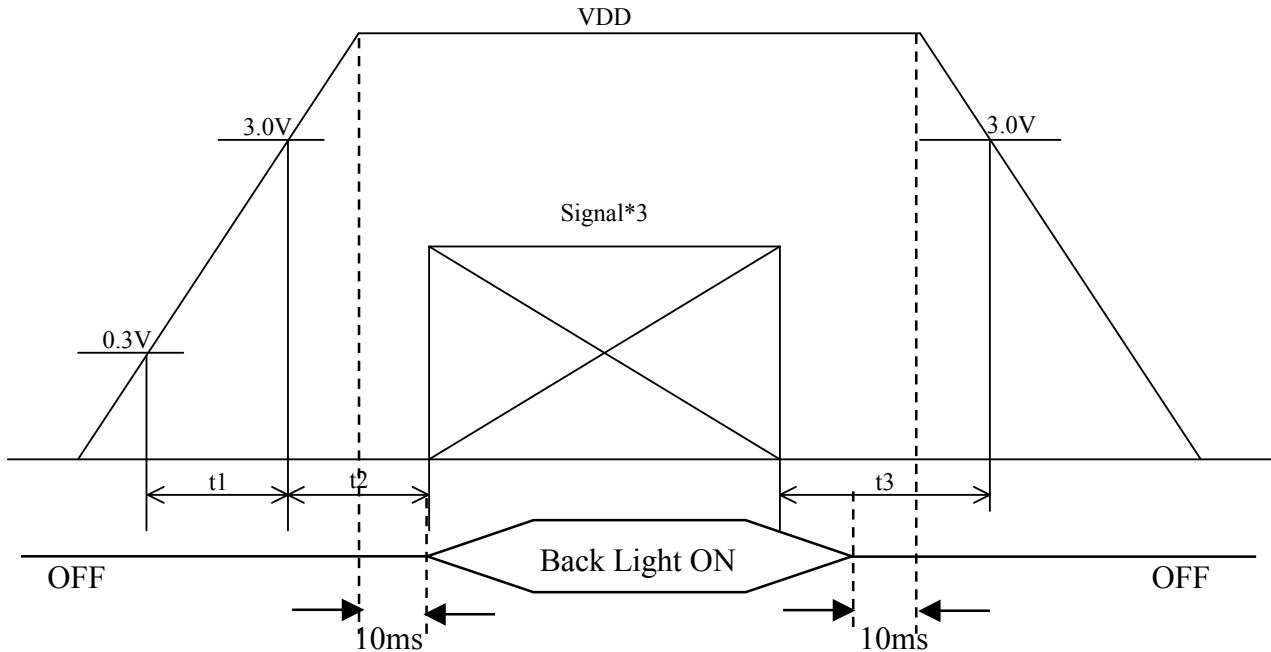 VDD
3.0V
3.0V
Signal*3
0.3V
t1
t2
t3
Back Light ON
OFF
OFF
10ms
10ms